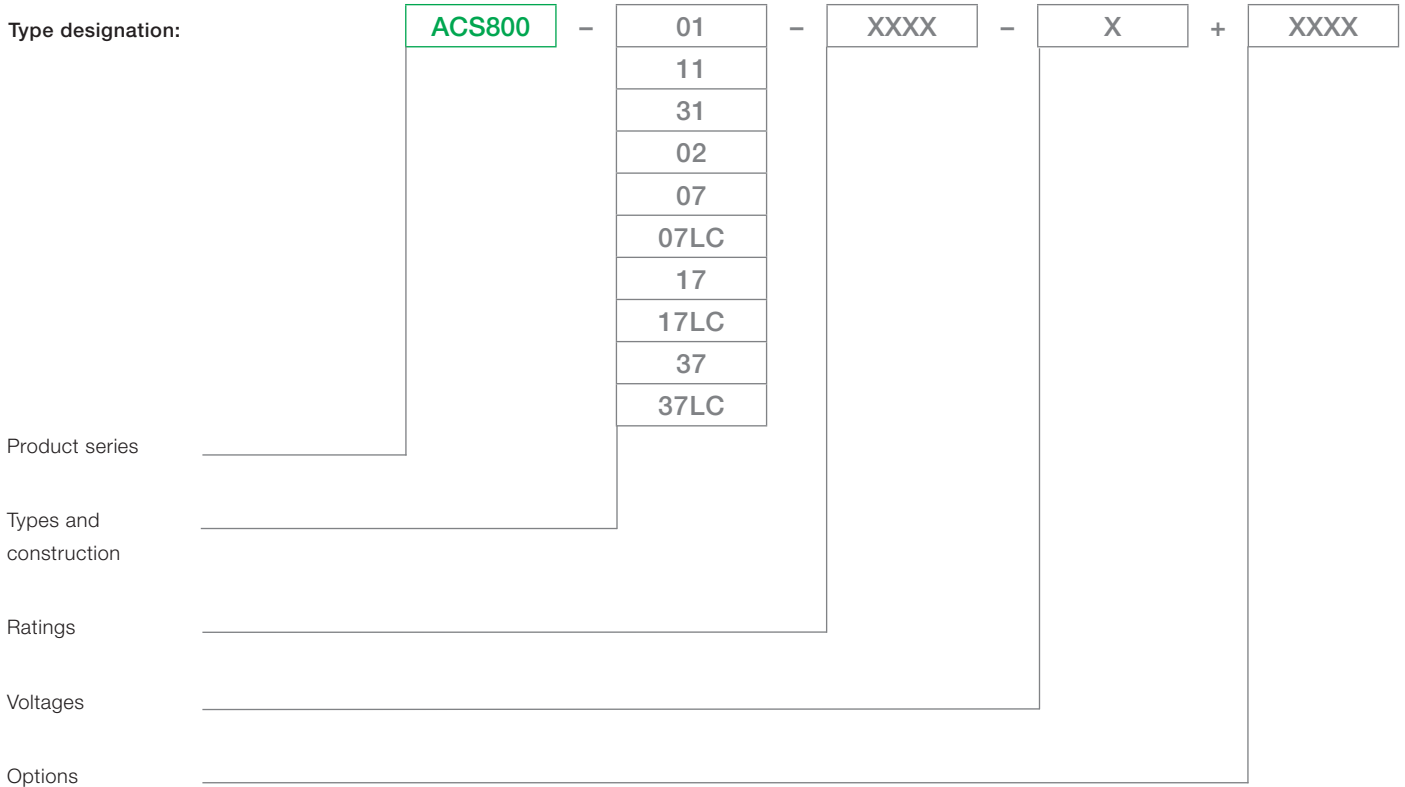 Type designation: ACS800 – 01 – XXXX – X + XXXX
11
31
02
07
07LC
17
17LC
37
37LC
Product series
Types and
construction
Ratings
Voltages
Options